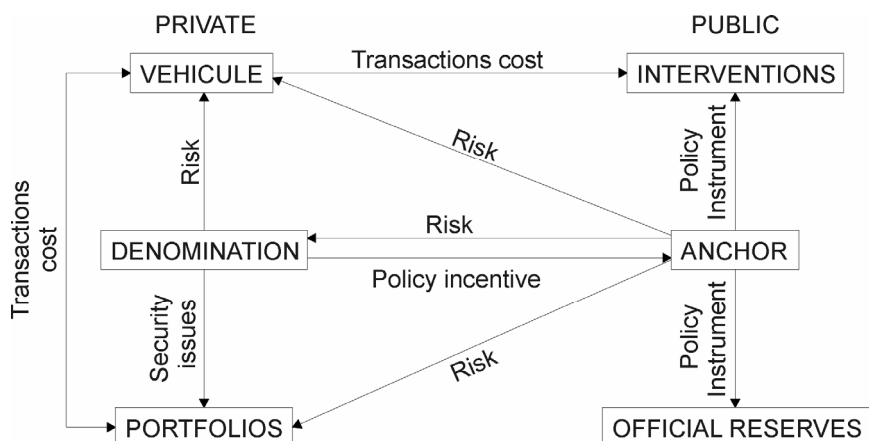 PRIVATE
PUBLIC
VEHICULE
Transactions cost
INTERVENTIONS
Risk
Risk
Policy
Instrument
Transactions
cost
DENOMINATION
Risk
ANCHOR
Policy incentive
Security
issues
Risk
Policy
Instrument
PORTFOLIOS
OFFICIAL RESERVES